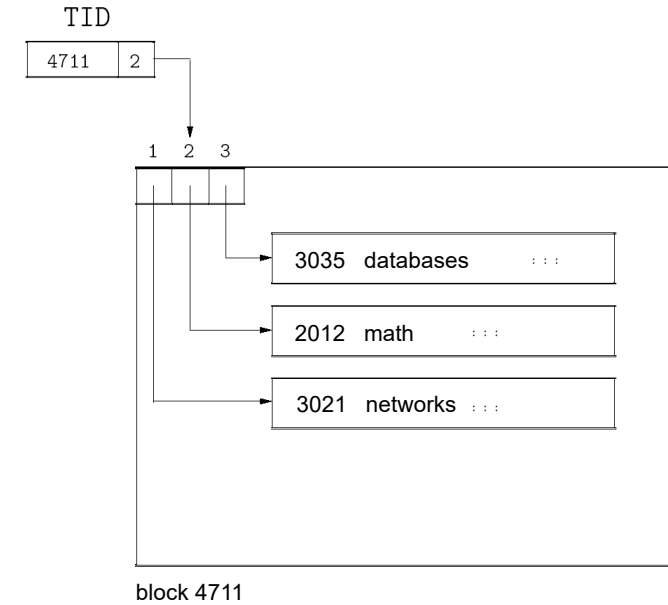 TID
4711 2
1 2 3
3035 databases : : :
2012 math : : :
3021 networks : : :
block 4711